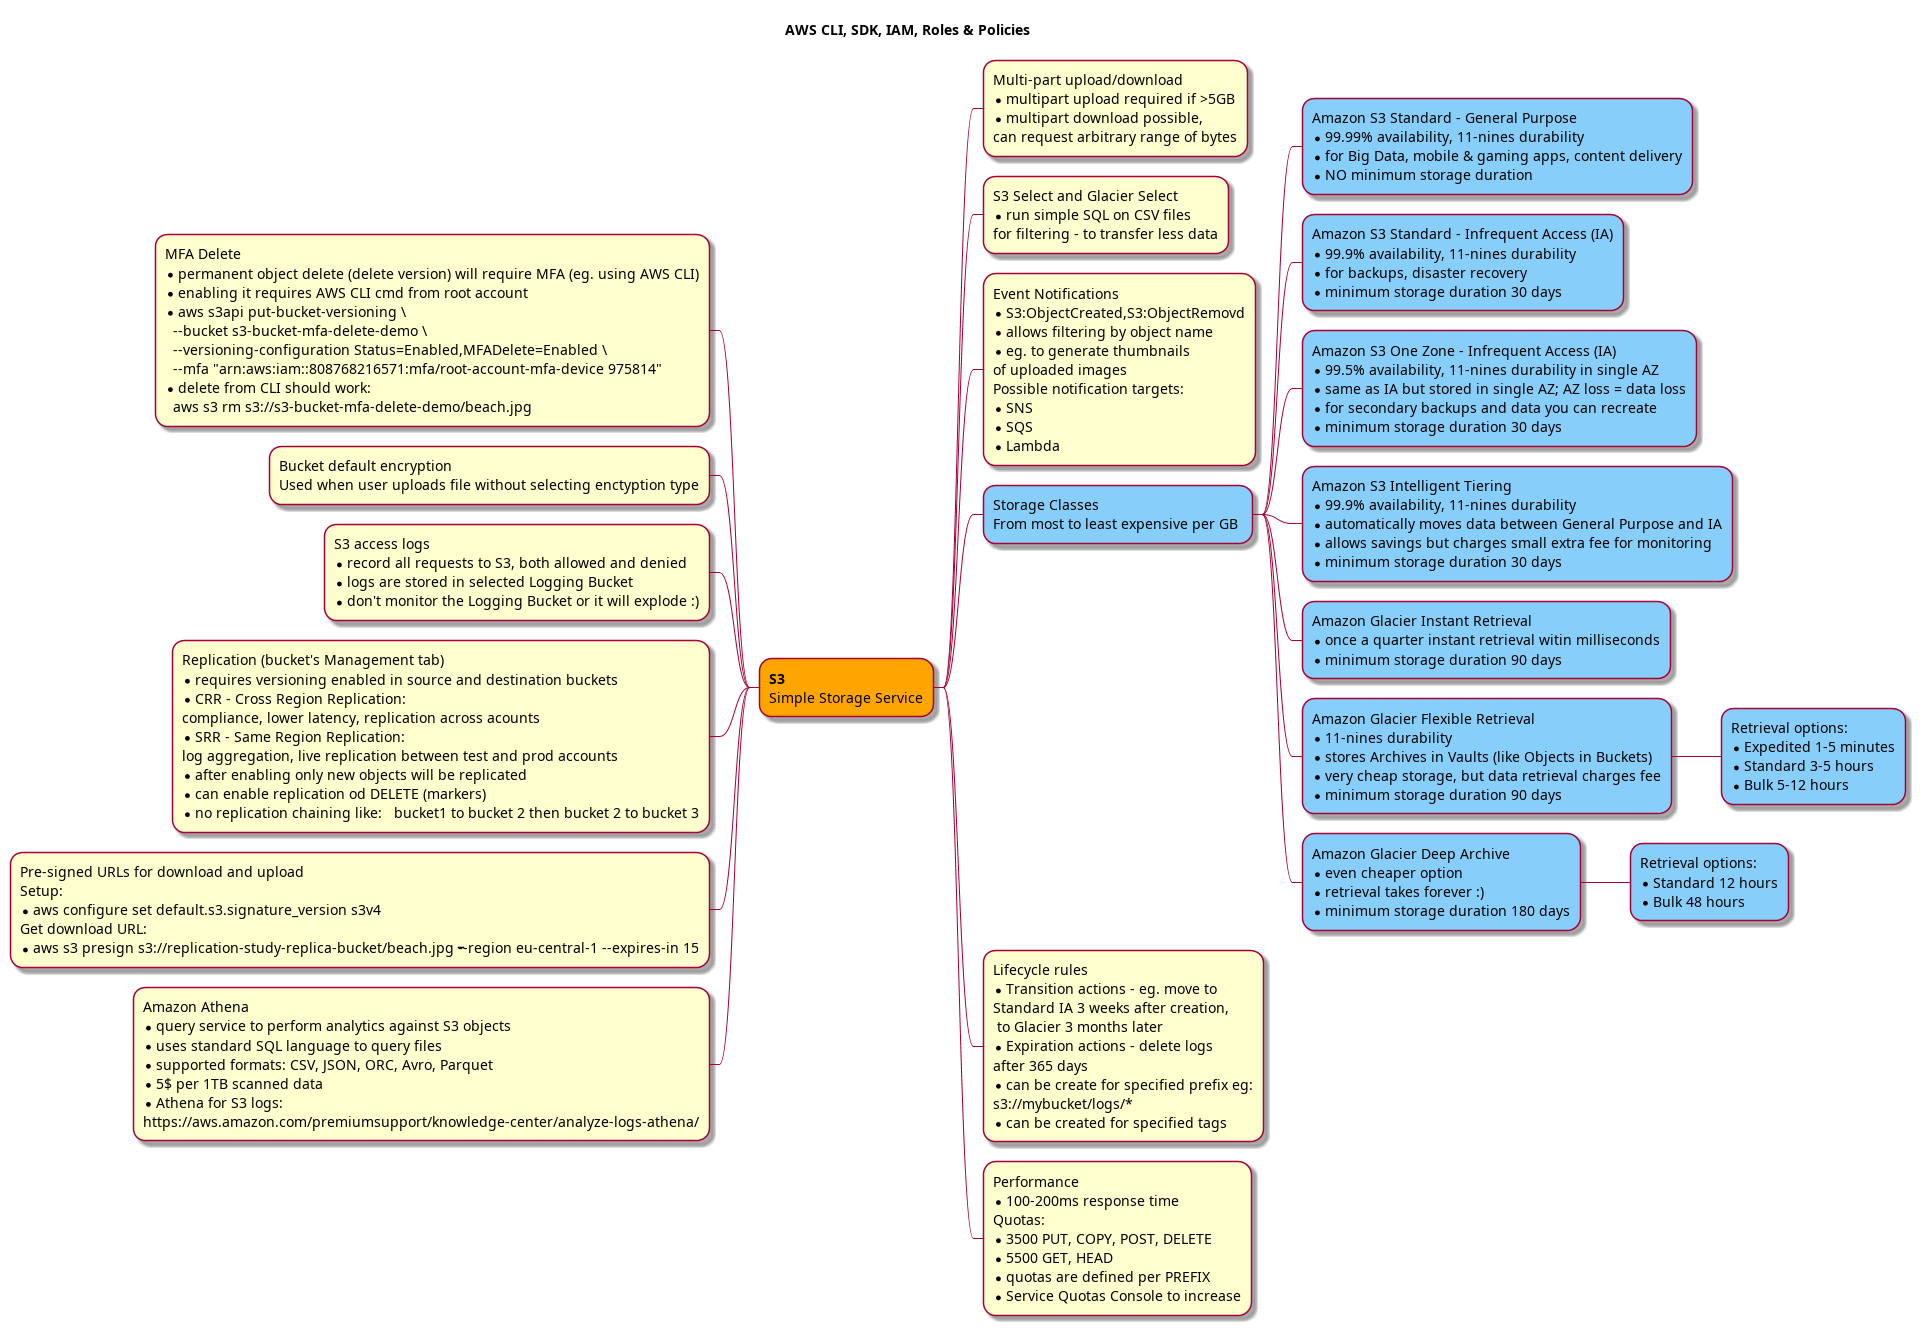 AWS CLI, SDK, IAM, Roles & Policies
MFA Delete
• permanent object delete (delete version) will require MFA (eg. using AWS CLI)
• enabling it requires AWS CLI cmd from root account
• aws s3api put-bucket-versioning \
--bucket s3-bucket-mfa-delete-demo \
--versioning-configuration Status=Enabled,MFADelete=Enabled \
--mfa "arn:aws:iam::808768216571:mfa/root-account-mfa-device 975814"
• delete from CLI should work:
aws s3 rm s3://s3-bucket-mfa-delete-demo/beach.jpg
Bucket default encryption
Used when user uploads file without selecting enctyption type
S3 access logs
• record all requests to S3, both allowed and denied
• logs are stored in selected Logging Bucket
• don't monitor the Logging Bucket or it will explode :)
Replication (bucket's Management tab)
• requires versioning enabled in source and destination buckets
• CRR - Cross Region Replication:
compliance, lower latency, replication across acounts
• SRR - Same Region Replication:
log aggregation, live replication between test and prod accounts
• after enabling only new objects will be replicated
• can enable replication od DELETE (markers)
• no replication chaining like:   bucket1 to bucket 2 then bucket 2 to bucket 3
Pre-signed URLs for download and upload
Setup:
• aws configure set default.s3.signature_version s3v4
Get download URL:
• aws s3 presign s3://replication-study-replica-bucket/beach.jpg --region eu-central-1 --expires-in 15
Amazon Athena
• query service to perform analytics against S3 objects
• uses standard SQL language to query files
• supported formats: CSV, JSON, ORC, Avro, Parquet
• 5$ per 1TB scanned data
• Athena for S3 logs:
https://aws.amazon.com/premiumsupport/knowledge-center/analyze-logs-athena/
S3
Simple Storage Service
Multi-part upload/download
• multipart upload required if >5GB
• multipart download possible,
can request arbitrary range of bytes
S3 Select and Glacier Select
• run simple SQL on CSV files
for filtering - to transfer less data
Event Notifications
• S3:ObjectCreated,S3:ObjectRemovd
• allows filtering by object name
• eg. to generate thumbnails
of uploaded images
Possible notification targets:
• SNS
• SQS
• Lambda
Storage Classes
From most to least expensive per GB
Amazon S3 Standard - General Purpose
• 99.99% availability, 11-nines durability
• for Big Data, mobile & gaming apps, content delivery
• NO minimum storage duration
Amazon S3 Standard - Infrequent Access (IA)
• 99.9% availability, 11-nines durability
• for backups, disaster recovery
• minimum storage duration 30 days
Amazon S3 One Zone - Infrequent Access (IA)
• 99.5% availability, 11-nines durability in single AZ
• same as IA but stored in single AZ; AZ loss = data loss
• for secondary backups and data you can recreate
• minimum storage duration 30 days
Amazon S3 Intelligent Tiering
• 99.9% availability, 11-nines durability
• automatically moves data between General Purpose and IA
• allows savings but charges small extra fee for monitoring
• minimum storage duration 30 days
Amazon Glacier Instant Retrieval
• once a quarter instant retrieval witin milliseconds
• minimum storage duration 90 days
Amazon Glacier Flexible Retrieval
• 11-nines durability
• stores Archives in Vaults (like Objects in Buckets)
• very cheap storage, but data retrieval charges fee
• minimum storage duration 90 days
Retrieval options:
• Expedited 1-5 minutes
• Standard 3-5 hours
• Bulk 5-12 hours
Amazon Glacier Deep Archive
• even cheaper option
• retrieval takes forever :)
• minimum storage duration 180 days
Retrieval options:
• Standard 12 hours
• Bulk 48 hours
Lifecycle rules
• Transition actions - eg. move to
Standard IA 3 weeks after creation,
to Glacier 3 months later
• Expiration actions - delete logs
after 365 days
• can be create for specified prefix eg:
s3://mybucket/logs/*
• can be created for specified tags
Performance
• 100-200ms response time
Quotas:
• 3500 PUT, COPY, POST, DELETE
• 5500 GET, HEAD
• quotas are defined per PREFIX
• Service Quotas Console to increase